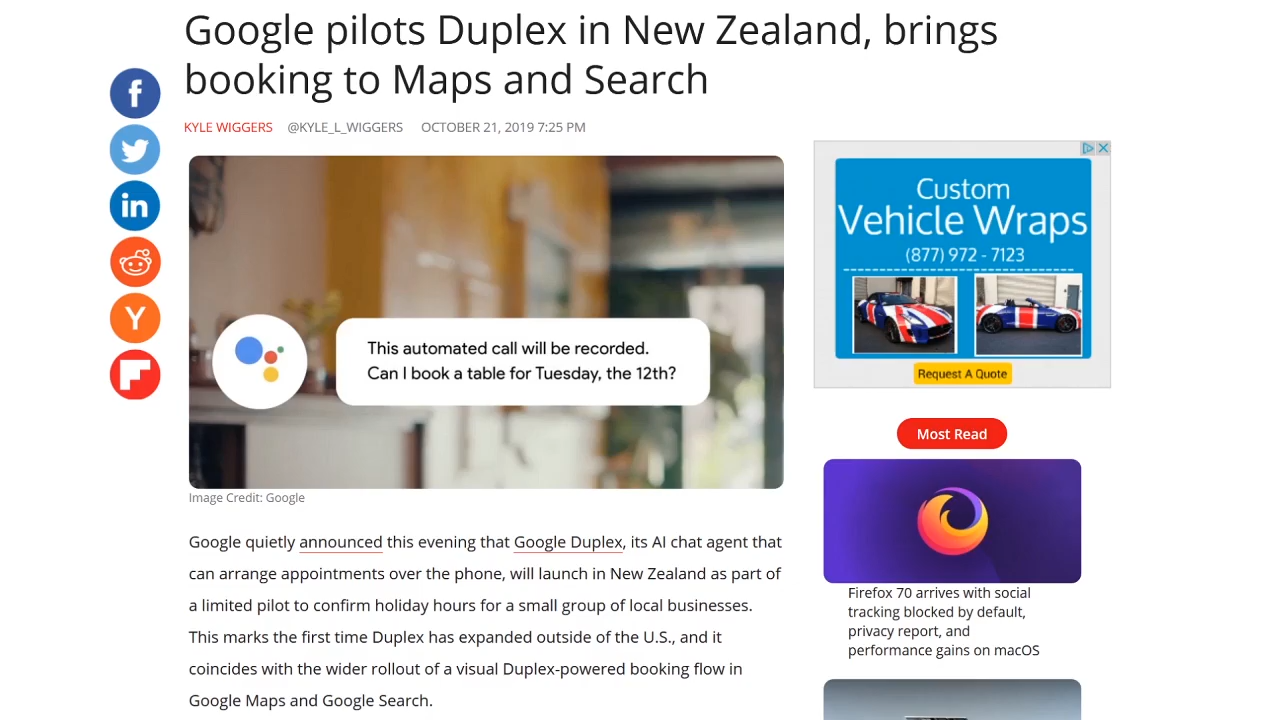 Google pilots Duplex in New Zealand, brings
booking to Maps and Search
KYLE WIGGERS @KYLE_L_WIGGERS OCTOBER 21, 2019 7:25 PM
This automated call will be recorded.
Can I book a table for Tuesday, the 12th?
Image Credit: Google
Google quietly announced this evening that Google Duplex, its AI chat agent that
can arrange appointments over the phone, will launch in New Zealand as part of
a limited pilot to confirm holiday hours for a small group of local businesses.
This marks the first time Duplex has expanded outside of the U.S., and it
coincides with the wider rollout of a visual Duplex-powered booking flow in
Google Maps and Google Search.
Custom
Vehicle Wraps
(877) 972 - 7123
Request A Quote
Most Read
Firefox 70 arrives with social
tracking blocked by default,
privacy report, and
performance gains on macOS